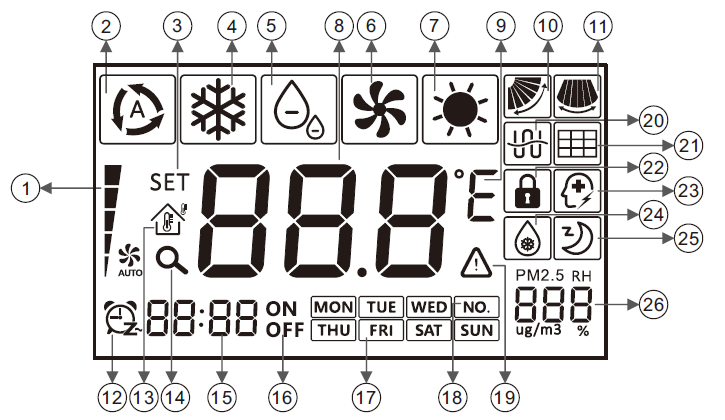 2 3 4 5 6 7 8 9 10 11
A
20
21
1 SET 88.8 °E
22
23
24
AUTO
25
PM2.5 RH
88:88 ON MON TUE WED NO. 888 26
OFF THU FRI SAT SUN ug/m3 %
12 13 14 15 16 17 18 19